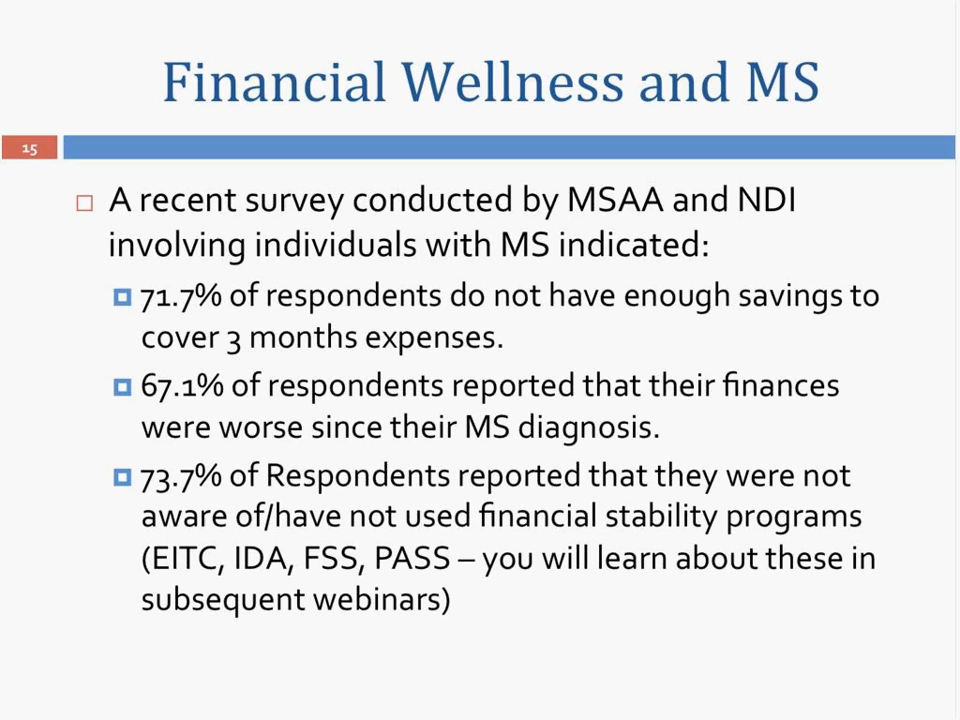 Financial Wellness and MS
15
A recent survey conducted by MSAA and NDI
involving individuals with MS indicated:
71.7% of respondents do not have enough savings to
cover 3 months expenses.
67.1% of respondents reported that their finances
were worse since their MS diagnosis.
73.7% of Respondents reported that they were not
aware of/have not used financial stability programs
(EITC, IDA, FSS, PASS – you will learn about these in
subsequent webinars)